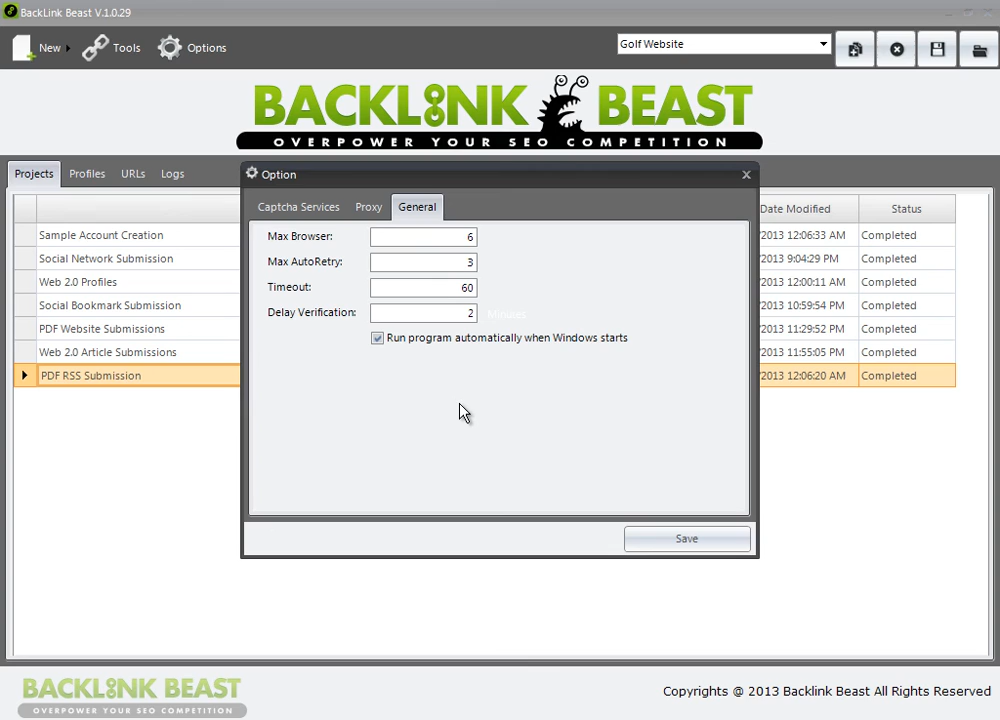 BackLink Beast V.1.0.29
New Tools Options Golf Website
BACKLINK BEAST
OVERPOWER YOUR SEO COMPETITION
Projects Profiles URLs Logs
Option
Captcha Services Proxy General
Date Modified Status
Max Browser: 6
Max AutoRetry: 3
Timeout: 60
Delay Verification: 2 Minutes
Run program automatically when Windows starts
Save
Sample Account Creation /2013 12:06:33 AM Completed
Social Network Submission /2013 9:04:29 PM Completed
Web 2.0 Profiles /2013 12:00:11 AM Completed
Social Bookmark Submission /2013 10:59:54 PM Completed
PDF Website Submissions /2013 11:29:52 PM Completed
Web 2.0 Article Submissions /2013 11:55:05 PM Completed
PDF RSS Submission /2013 12:06:20 AM Completed
BACKLINK BEAST
OVERPOWER YOUR SEO COMPETITION
Copyrights @ 2013 Backlink Beast All Rights Reserved